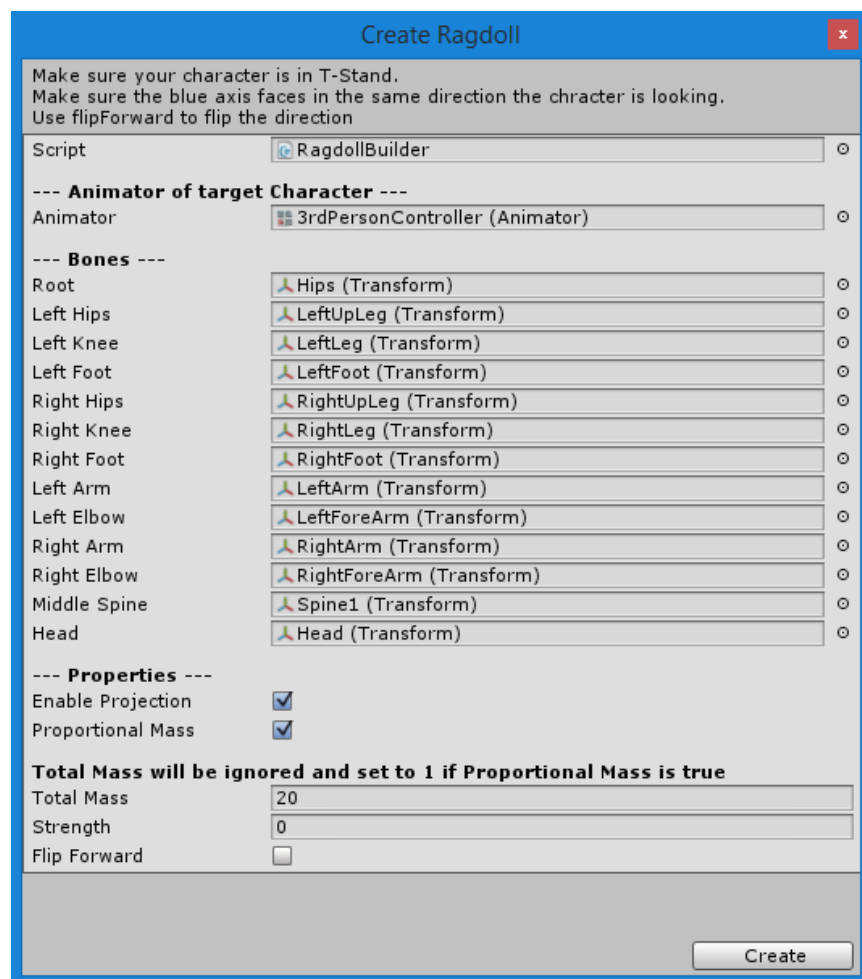 Create Ragdoll
x
Make sure your character is in T-Stand.
Make sure the blue axis faces in the same direction the chracter is looking.
Use flipForward to flip the direction
Script RagdollBuilder
--- Animator of target Character ---
Animator 3rdPersonController (Animator)
--- Bones ---
Root Hips (Transform)
Left Hips LeftUpLeg (Transform)
Left Knee LeftLeg (Transform)
Left Foot LeftFoot (Transform)
Right Hips RightUpLeg (Transform)
Right Knee RightLeg (Transform)
Right Foot RightFoot (Transform)
Left Arm LeftArm (Transform)
Left Elbow LeftForeArm (Transform)
Right Arm RightArm (Transform)
Right Elbow RightForeArm (Transform)
Middle Spine Spine1 (Transform)
Head Head (Transform)
--- Properties ---
Enable Projection
Proportional Mass
Total Mass will be ignored and set to 1 if Proportional Mass is true
Total Mass 20
Strength 0
Flip Forward
Create